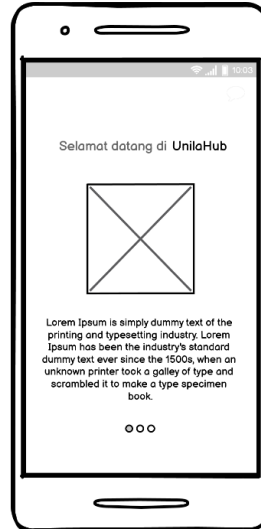 10:03
Selamat datang di UnilaHub
Lorem Ipsum is simply dummy text of the
printing and typesetting industry. Lorem
Ipsum has been the industry's standard
dummy text ever since the 1500s, when an
unknown printer took a galley of type and
scrambled it to make a type specimen
book.